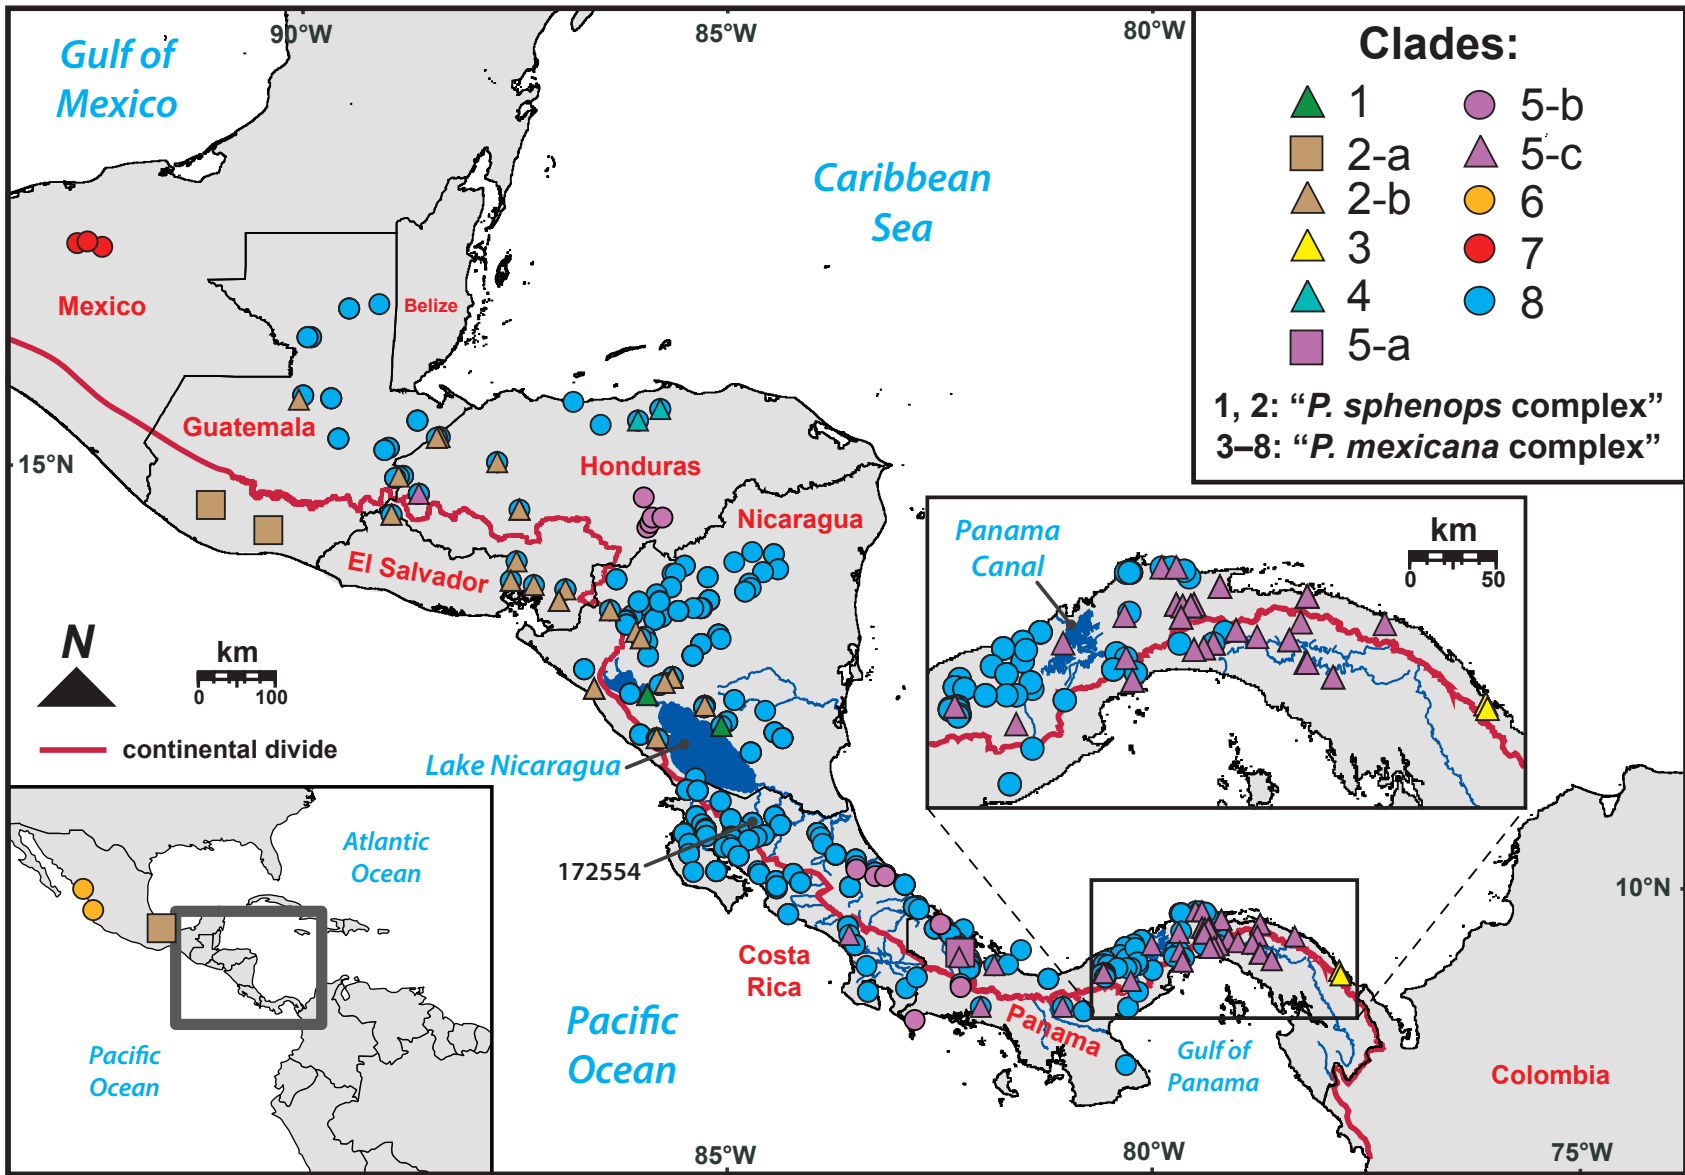 90°W
85°W
80°W
Gulf of
Mexico
Caribbean
Sea
Clades:
1
2-a
2-b
3
4
5-a
5-b
5-c
6
7
8
1, 2: “P. sphenops complex”
3–8: “P. mexicana complex”
Mexico
Belize
Guatemala
15°N
Honduras
Nicaragua
El Salvador
Panama
Canal
km
0
50
N
km
0
100
continental divide
Lake Nicaragua
172554
Atlantic
Ocean
Pacific
Ocean
10°N
Costa
Rica
Pacific
Ocean
Panama
Gulf of
Panama
Colombia
85°W
80°W
75°W